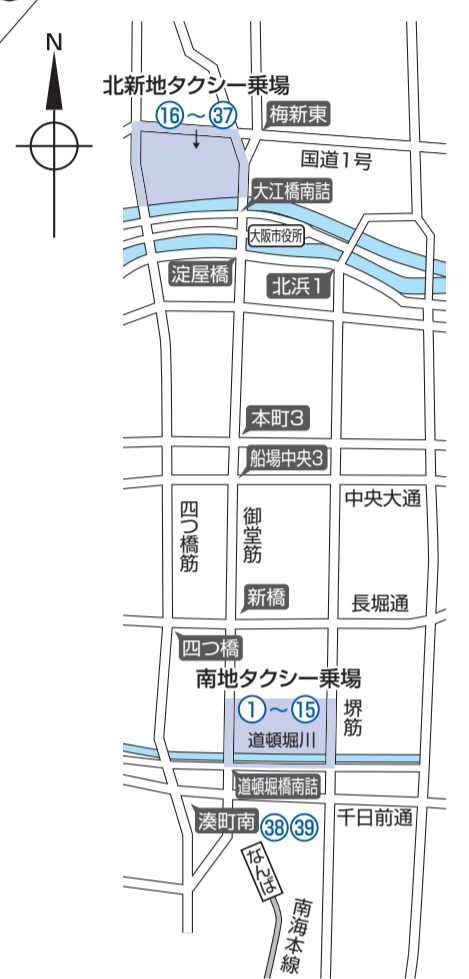 N
北新地タクシー乗場
⑯～㊲
梅新東
国道1号
大江橋南詰
大阪市役所
淀屋橋
北浜1
本町3
船場中央3
中央大通
四つ橋筋
御堂筋
新橋
長堀通
四つ橋
南地タクシー乗場
①～⑮
道頓堀川
堺筋
道頓堀橋南詰
湊町南
㊳㊴
千日前通
なんば
南海本線